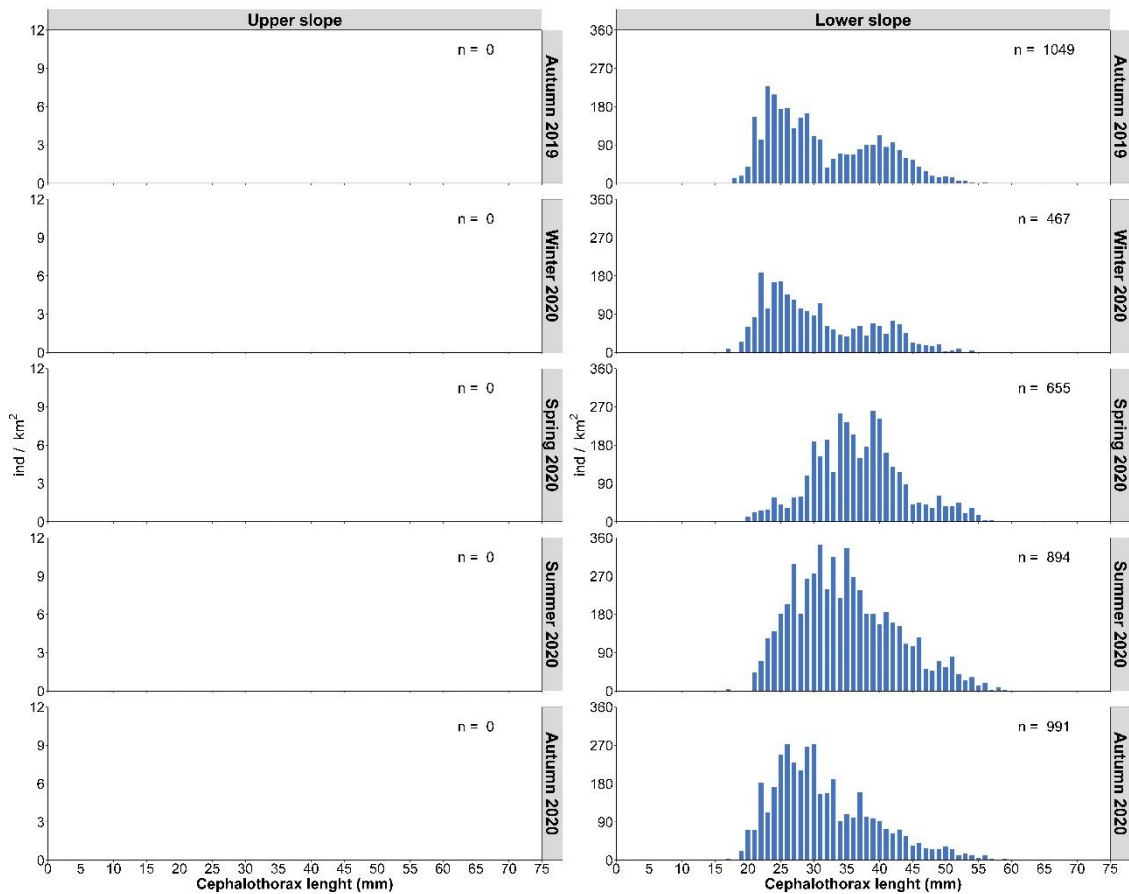 Upper slope
Lower slope
12
9
6
3
0
n = 0
360
270
180
90
0
n = 1049
Autumn 2019
Autumn 2019
12
9
6
3
0
n = 0
360
270
180
90
0
n = 467
Winter 2020
Winter 2020
12
9
6
3
0
n = 0
360
270
180
90
0
n = 655
Spring 2020
Spring 2020
ind / km²
ind / km²
12
9
6
3
0
n = 0
360
270
180
90
0
n = 894
Summer 2020
Summer 2020
12
9
6
3
0
n = 0
360
270
180
90
0
n = 991
Autumn 2020
Autumn 2020
0 5 10 15 20 25 30 35 40 45 50 55 60 65 70 75
0 5 10 15 20 25 30 35 40 45 50 55 60 65 70 75
Cephalothorax lenght (mm)
Cephalothorax lenght (mm)